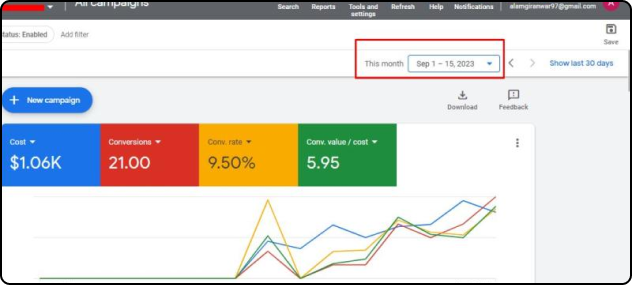 All campaigns
Search Reports Tools and settings Refresh Help Notifications alamgiranwar97@gmail.com
Status: Enabled Add filter
Save
This month Sep 1 – 15, 2023 Show last 30 days
+ New campaign
Download Feedback
Cost Conversions Conv. rate Conv. value / cost
$1.06K 21.00 9.50% 5.95